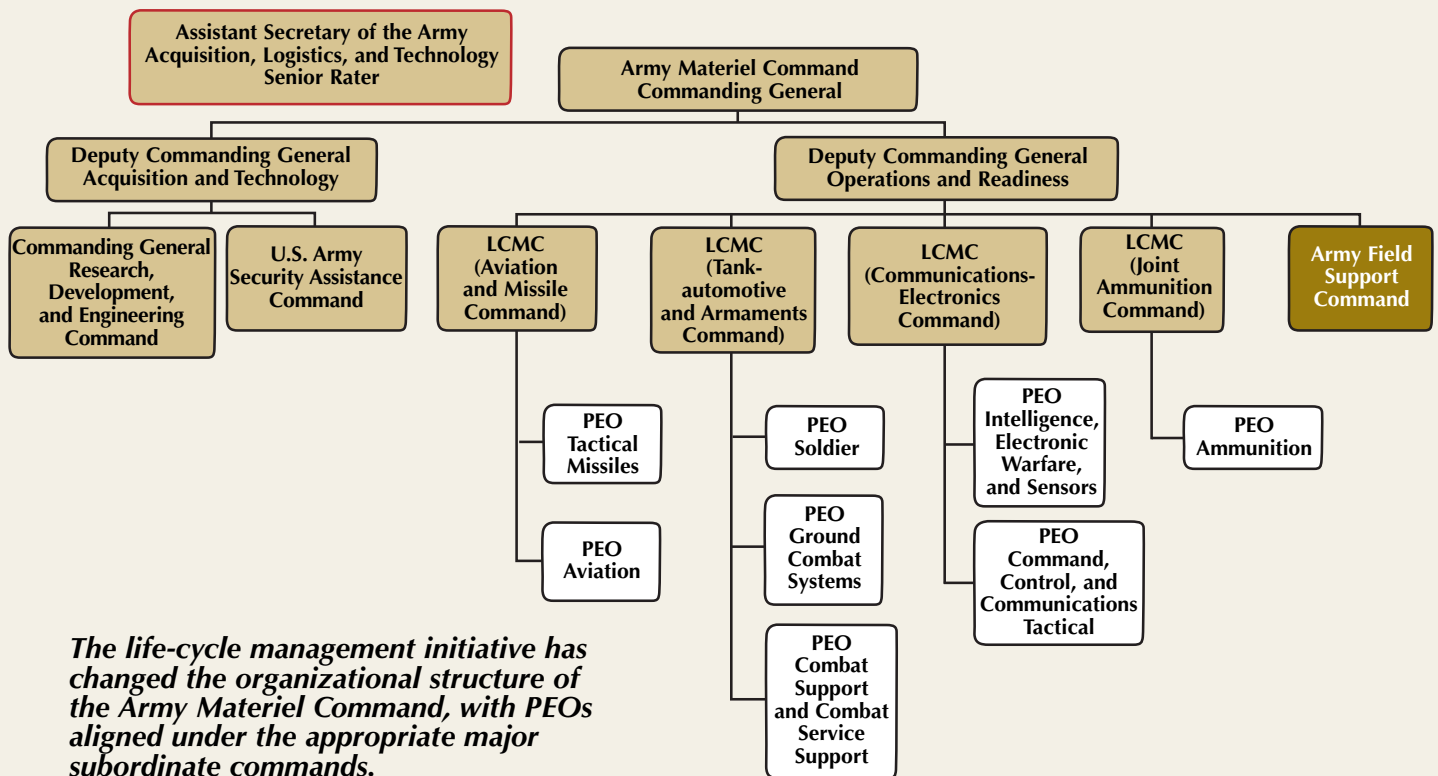 Assistant Secretary of the Army
Acquisition, Logistics, and Technology
Senior Rater
Army Materiel Command
Commanding General
Deputy Commanding General
Acquisition and Technology
Deputy Commanding General
Operations and Readiness
Commanding General
Research,
Development,
and Engineering
Command
U.S. Army
Security Assistance
Command
LCMC
(Aviation
and Missile
Command)
LCMC
(Tank-
automotive
and Armaments
Command)
LCMC
(Communications-
Electronics
Command)
LCMC
(Joint
Ammunition
Command)
Army Field
Support
Command
PEO
Tactical
Missiles
PEO
Aviation
PEO
Soldier
PEO
Ground
Combat
Systems
PEO
Combat
Support
and Combat
Service
Support
PEO
Intelligence,
Electronic
Warfare,
and Sensors
PEO
Command,
Control, and
Communications
Tactical
PEO
Ammunition
The life-cycle management initiative has
changed the organizational structure of
the Army Materiel Command, with PEOs
aligned under the appropriate major
subordinate commands.